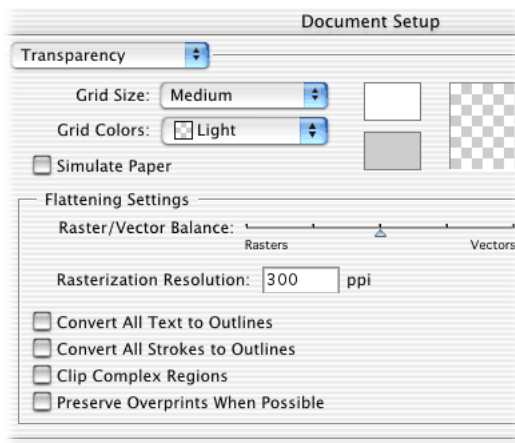 Document Setup
Transparency
Grid Size: Medium
Grid Colors: Light
Simulate Paper
Flattening Settings
Raster/Vector Balance:
Rasters Vectors
Rasterization Resolution: 300 ppi
Convert All Text to Outlines
Convert All Strokes to Outlines
Clip Complex Regions
Preserve Overprints When Possible